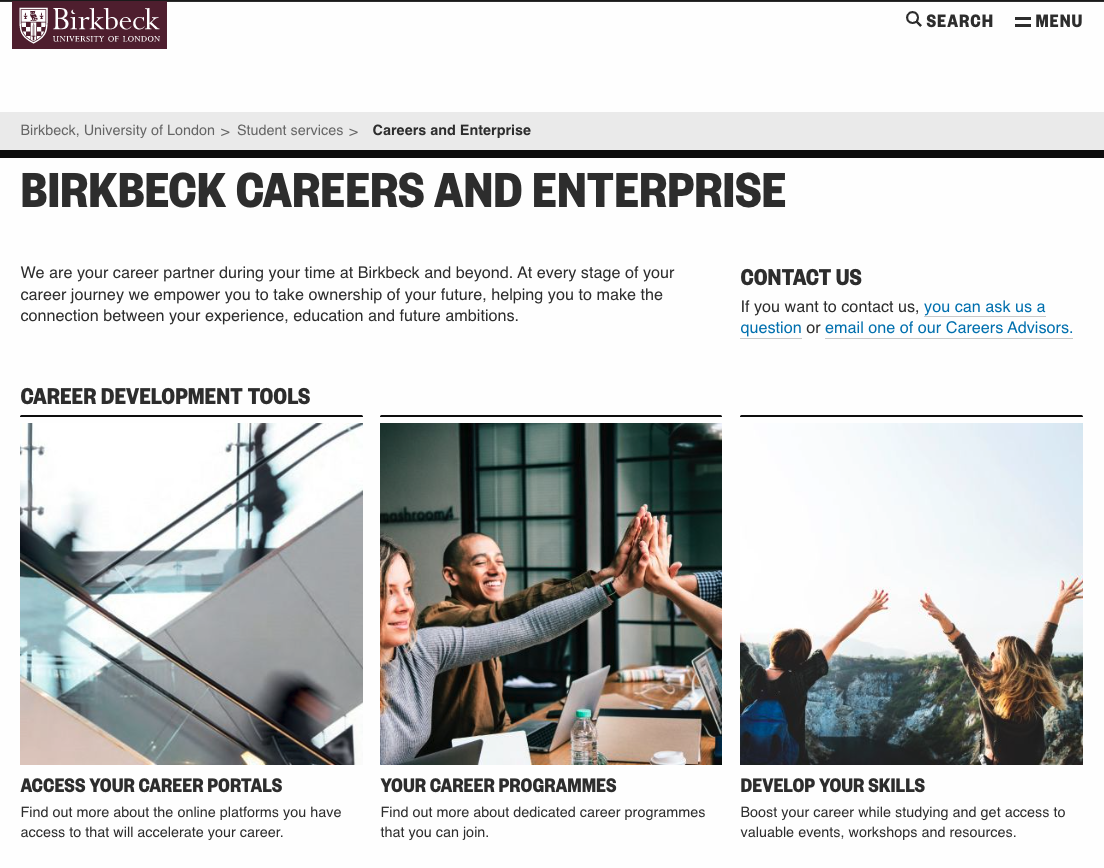 Birkbeck
UNIVERSITY OF LONDON
SEARCH
MENU
Birkbeck, University of London > Student services > Careers and Enterprise
BIRKBECK CAREERS AND ENTERPRISE
We are your career partner during your time at Birkbeck and beyond. At every stage of your
career journey we empower you to take ownership of your future, helping you to make the
connection between your experience, education and future ambitions.
CONTACT US
If you want to contact us, you can ask us a
question or email one of our Careers Advisors.
CAREER DEVELOPMENT TOOLS
ACCESS YOUR CAREER PORTALS
Find out more about the online platforms you have
access to that will accelerate your career.
YOUR CAREER PROGRAMMES
Find out more about dedicated career programmes
that you can join.
DEVELOP YOUR SKILLS
Boost your career while studying and get access to
valuable events, workshops and resources.